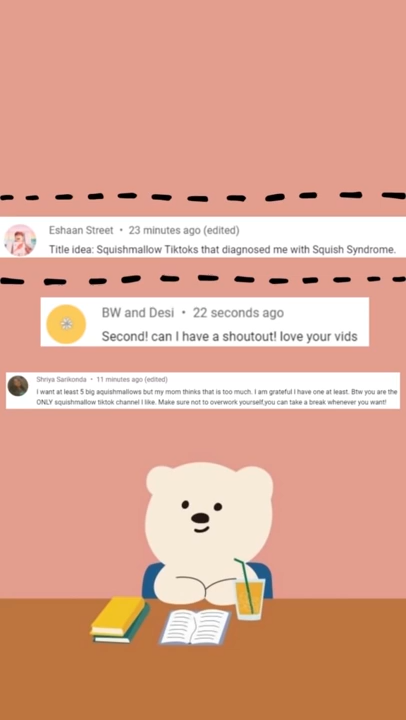 Eshaan Street • 23 minutes ago (edited)
Title idea: Squishmallow Tiktoks that diagnosed me with Squish Syndrome.
BW and Desi • 22 seconds ago
Second! can I have a shoutout! love your vids
Shriya Sarikonda • 11 minutes ago (edited)
I want at least 5 big aquishmallows but my mom thinks that is too much. I am grateful I have one at least. Btw you are the
ONLY squishmallow tiktok channel I like. Make sure not to overwork yourself,you can take a break whenever you want!